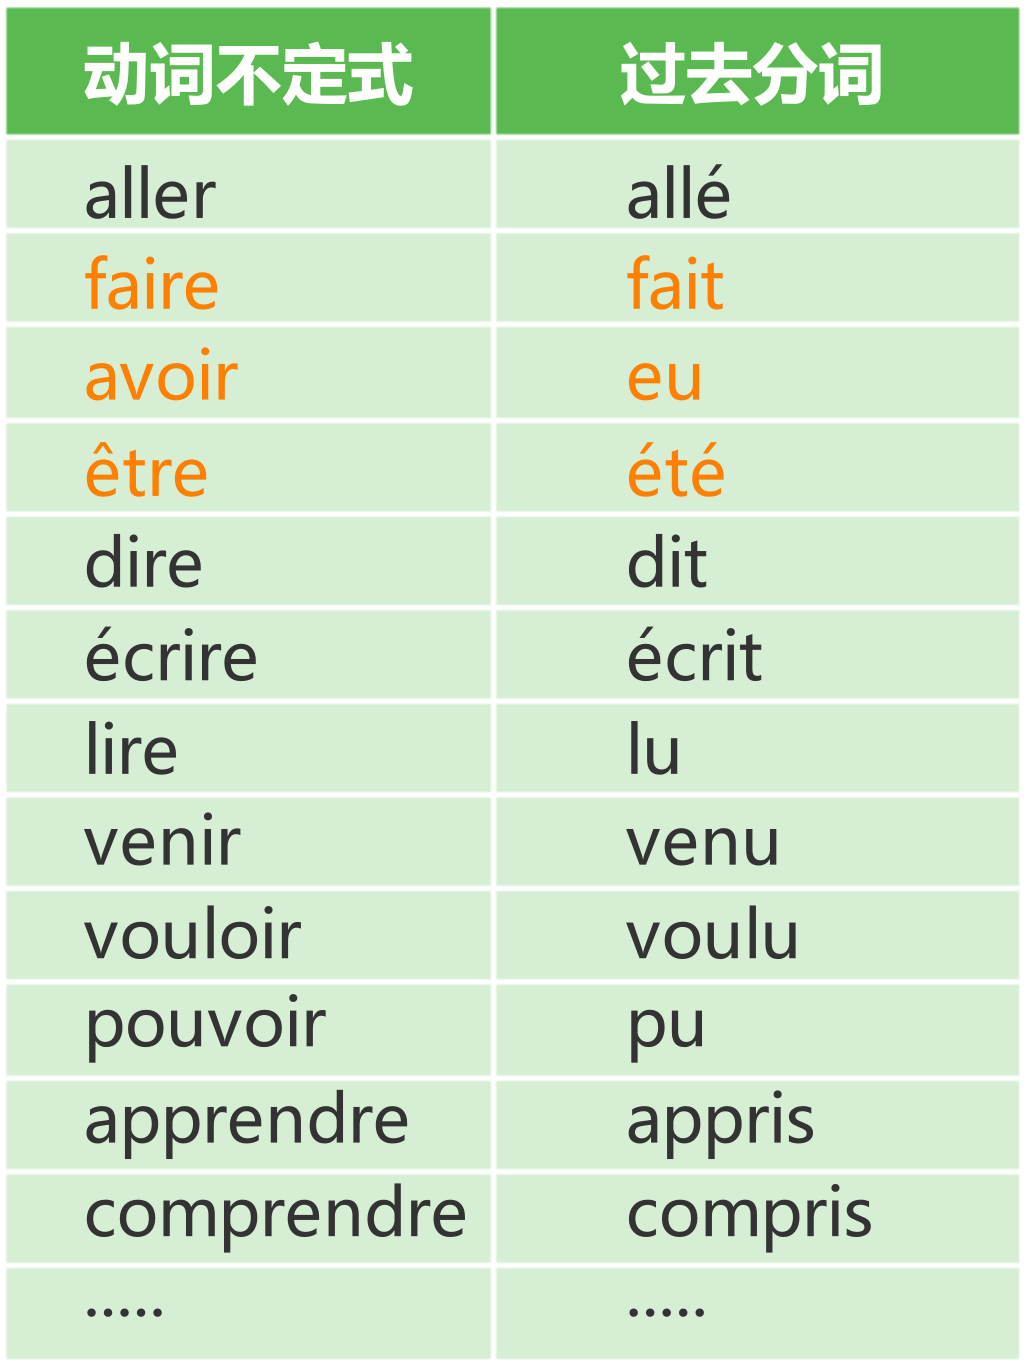 动词不定式 过去分词
aller allé
faire fait
avoir eu
être été
dire dit
écrire écrit
lire lu
venir venu
vouloir voulu
pouvoir pu
apprendre appris
comprendre compris
..... .....